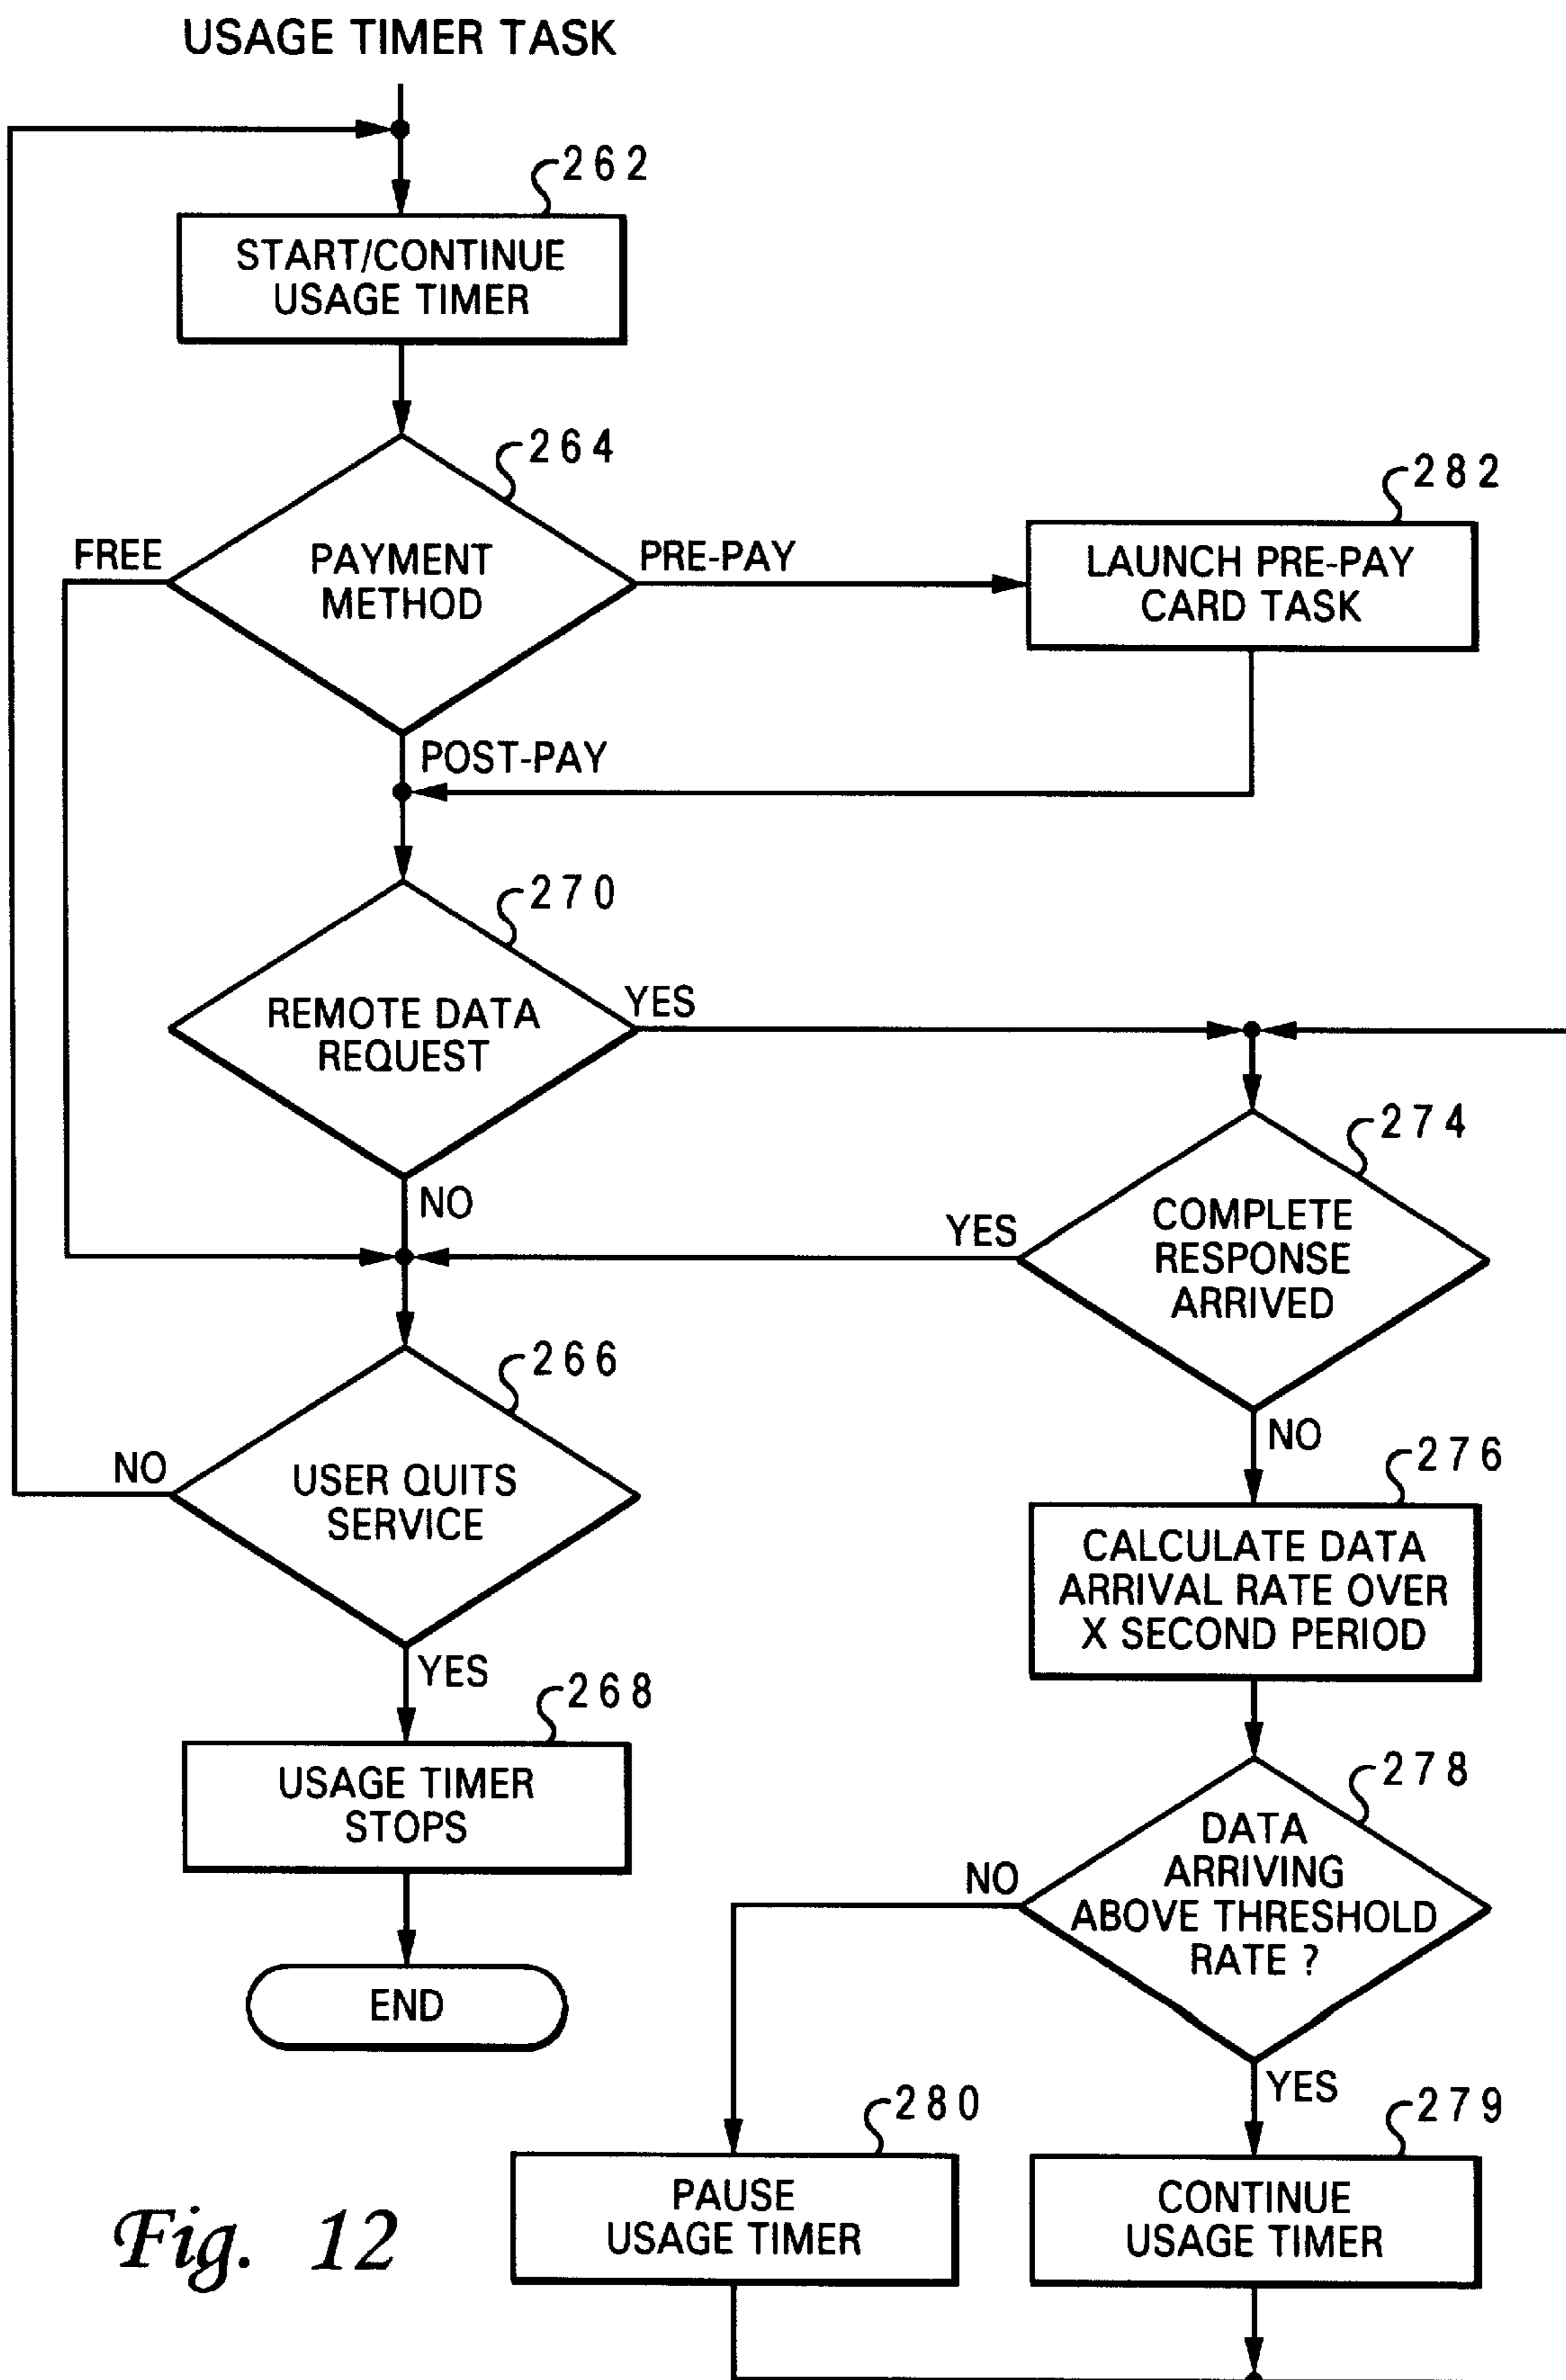 USAGE TIMER TASK
262
START/CONTINUE
USAGE TIMER
264
PAYMENT
METHOD
FREE
PRE-PAY
282
LAUNCH PRE-PAY
CARD TASK
POST-PAY
270
REMOTE DATA
REQUEST
YES
NO
274
COMPLETE
RESPONSE
ARRIVED
YES
NO
266
USER QUITS
SERVICE
NO
YES
276
CALCULATE DATA
ARRIVAL RATE OVER
X SECOND PERIOD
268
USAGE TIMER
STOPS
END
278
DATA
ARRIVING
ABOVE THRESHOLD
RATE ?
NO
YES
280
PAUSE
USAGE TIMER
279
CONTINUE
USAGE TIMER
Fig. 12